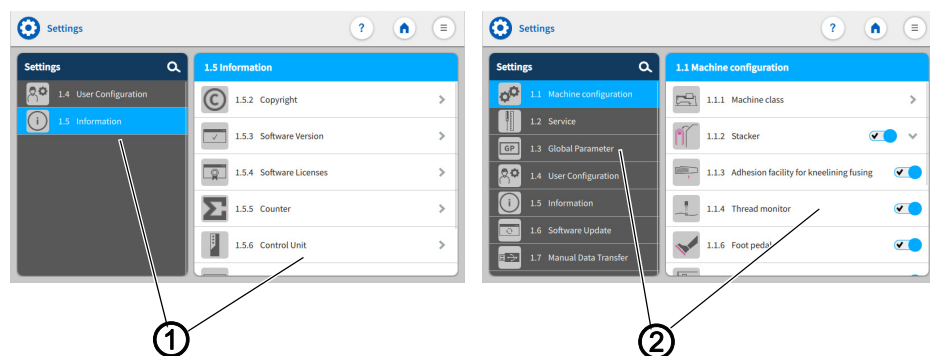 Settings
?
Settings
1.4 User Configuration
1.5 Information
1.5 Information
1.5.2 Copyright
1.5.3 Software Version
1.5.4 Software Licenses
1.5.5 Counter
1.5.6 Control Unit
1
Settings
?
Settings
1.1 Machine configuration
1.2 Service
GP 1.3 Global Parameter
1.4 User Configuration
1.5 Information
1.6 Software Update
1.7 Manual Data Transfer
1.1 Machine configuration
1.1.1 Machine class
1.1.2 Stacker
1.1.3 Adhesion facility for kneelining fusing
1.1.4 Thread monitor
1.1.6 Foot pedal
2